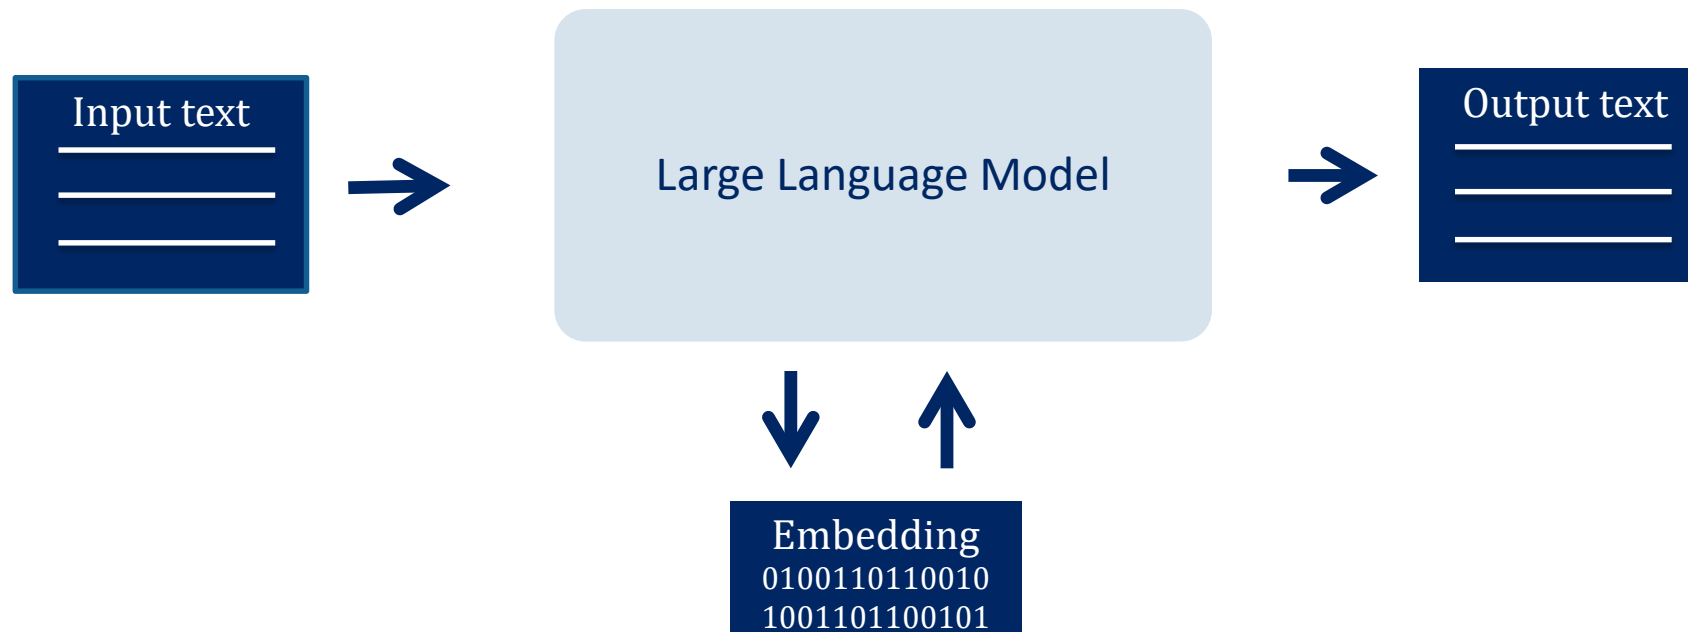 Input text
Large Language Model
Output text
Embedding
0100110110010
1001101100101